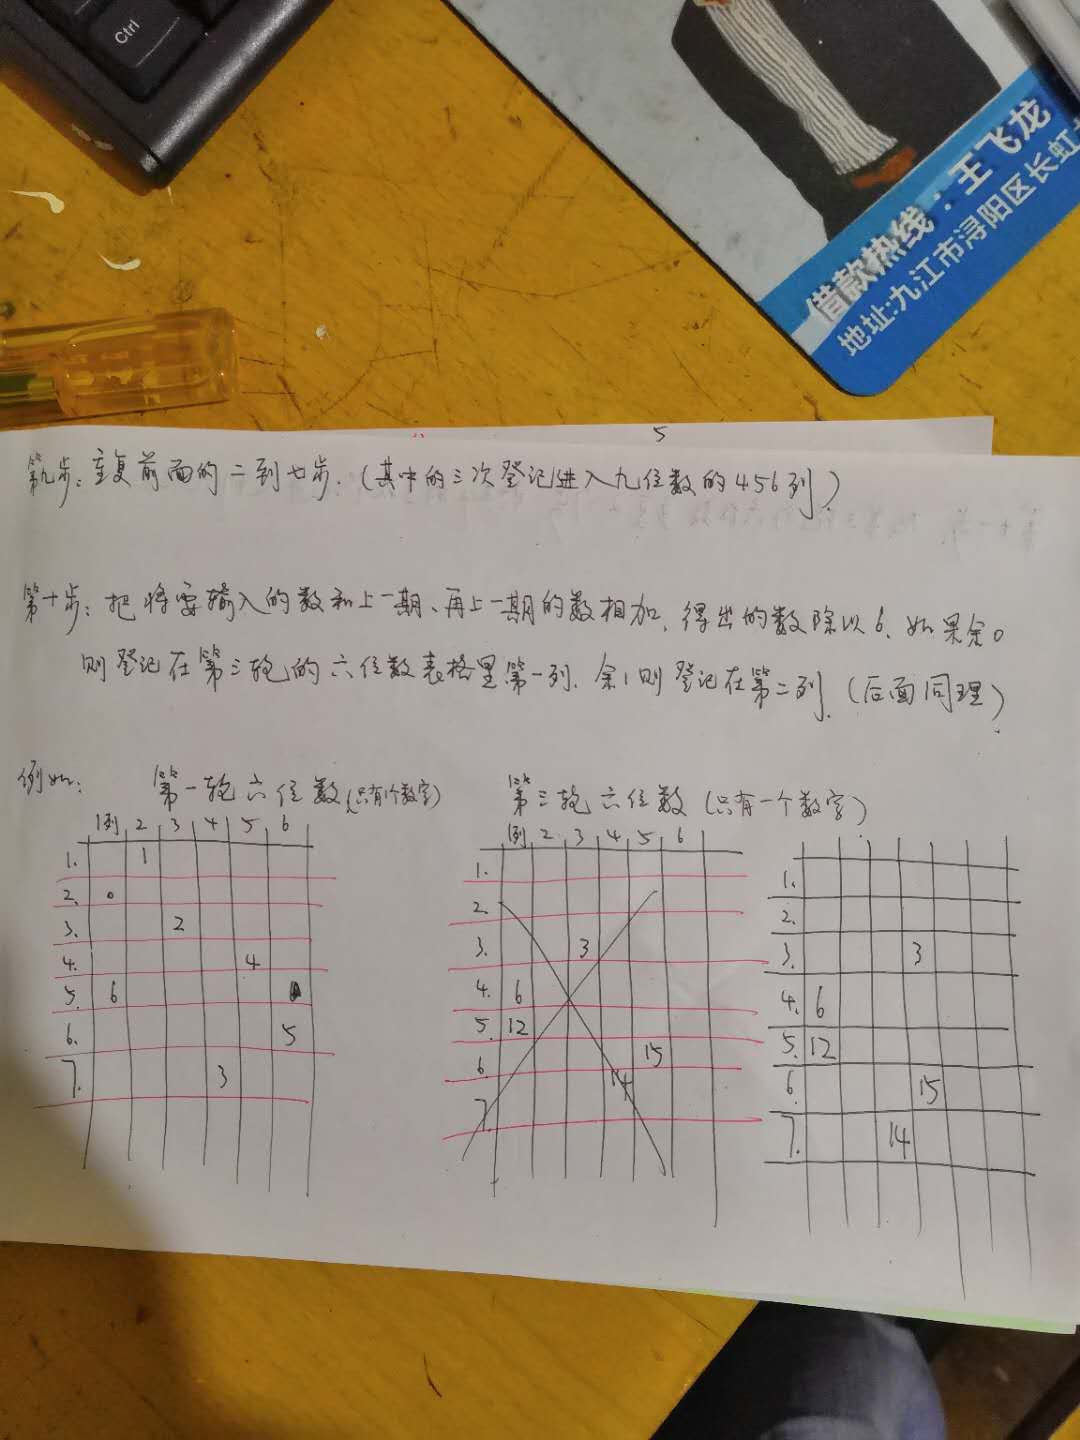 Ctrl
借款热线:王飞龙
地址:九江市浔阳区长虹
5
第九步:重复前面的二到七步.(其中的三次登记进入九位数的456列)
第十步:把将要输入的数和上一期、再上一期的数相加,得出的数除以6.如果余0
则登记在第三轮的六位数表格里第一列.余1则登记在第二列.(后面同理)
例如: 第一轮六位数(只有1个数字) 第三轮六位数(只有一个数字)
1列 2 3 4 5 6
1. 1
2. 0
3. 2
4. 4
5. 6
6. 5
7. 3
1列 2 3 4 5 6
1.
2.
3. 3
4. 6
5. 12
6. 15
7. 14
1.
2.
3. 3
4. 6
5. 12
6. 15
7. 14